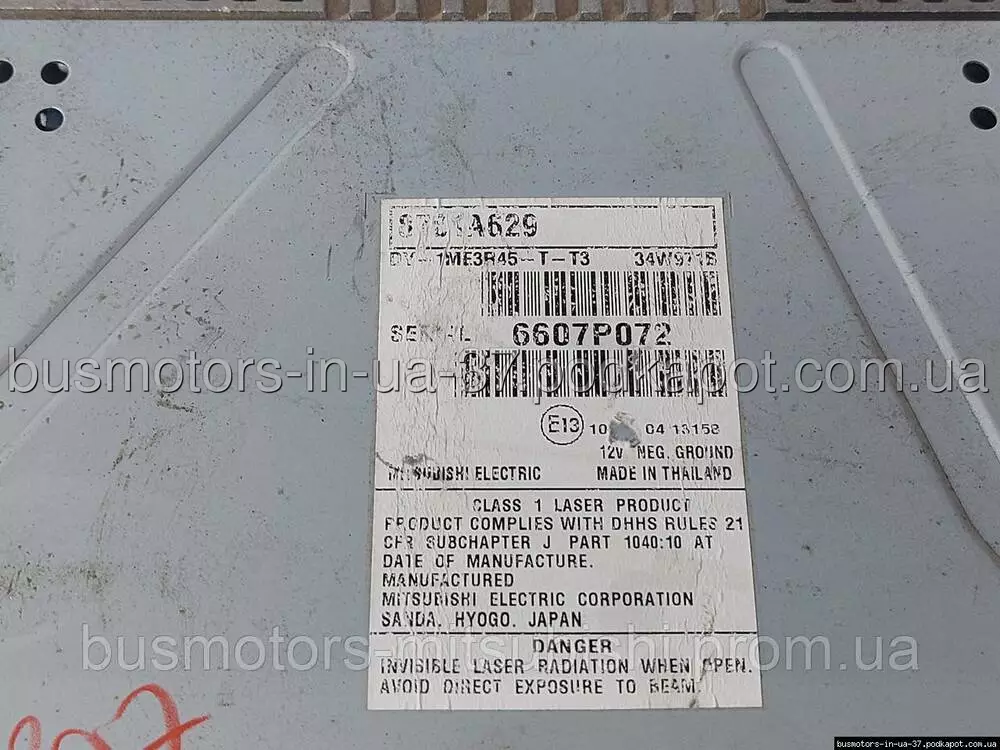 8701A629
DY-1ME3R45-T-T3 34W971B
SERIAL 6607P072
busmotors-in-ua-37.podkapot.com.ua
E13 10 04 13158
12V NEG. GROUND
MITSUBISHI ELECTRIC MADE IN THAILAND
CLASS 1 LASER PRODUCT
PRODUCT COMPLIES WITH DHHS RULES 21
CFR SUBCHAPTER J PART 1040:10 AT
DATE OF MANUFACTURE.
MANUFACTURED
MITSUBISHI ELECTRIC CORPORATION
SANDA, HYOGO, JAPAN
DANGER
busmotors-mitsubishi.prom.ua
INVISIBLE LASER RADIATION WHEN OPEN.
AVOID DIRECT EXPOSURE TO BEAM.
busmotors-in-ua-37.podkapot.com.ua